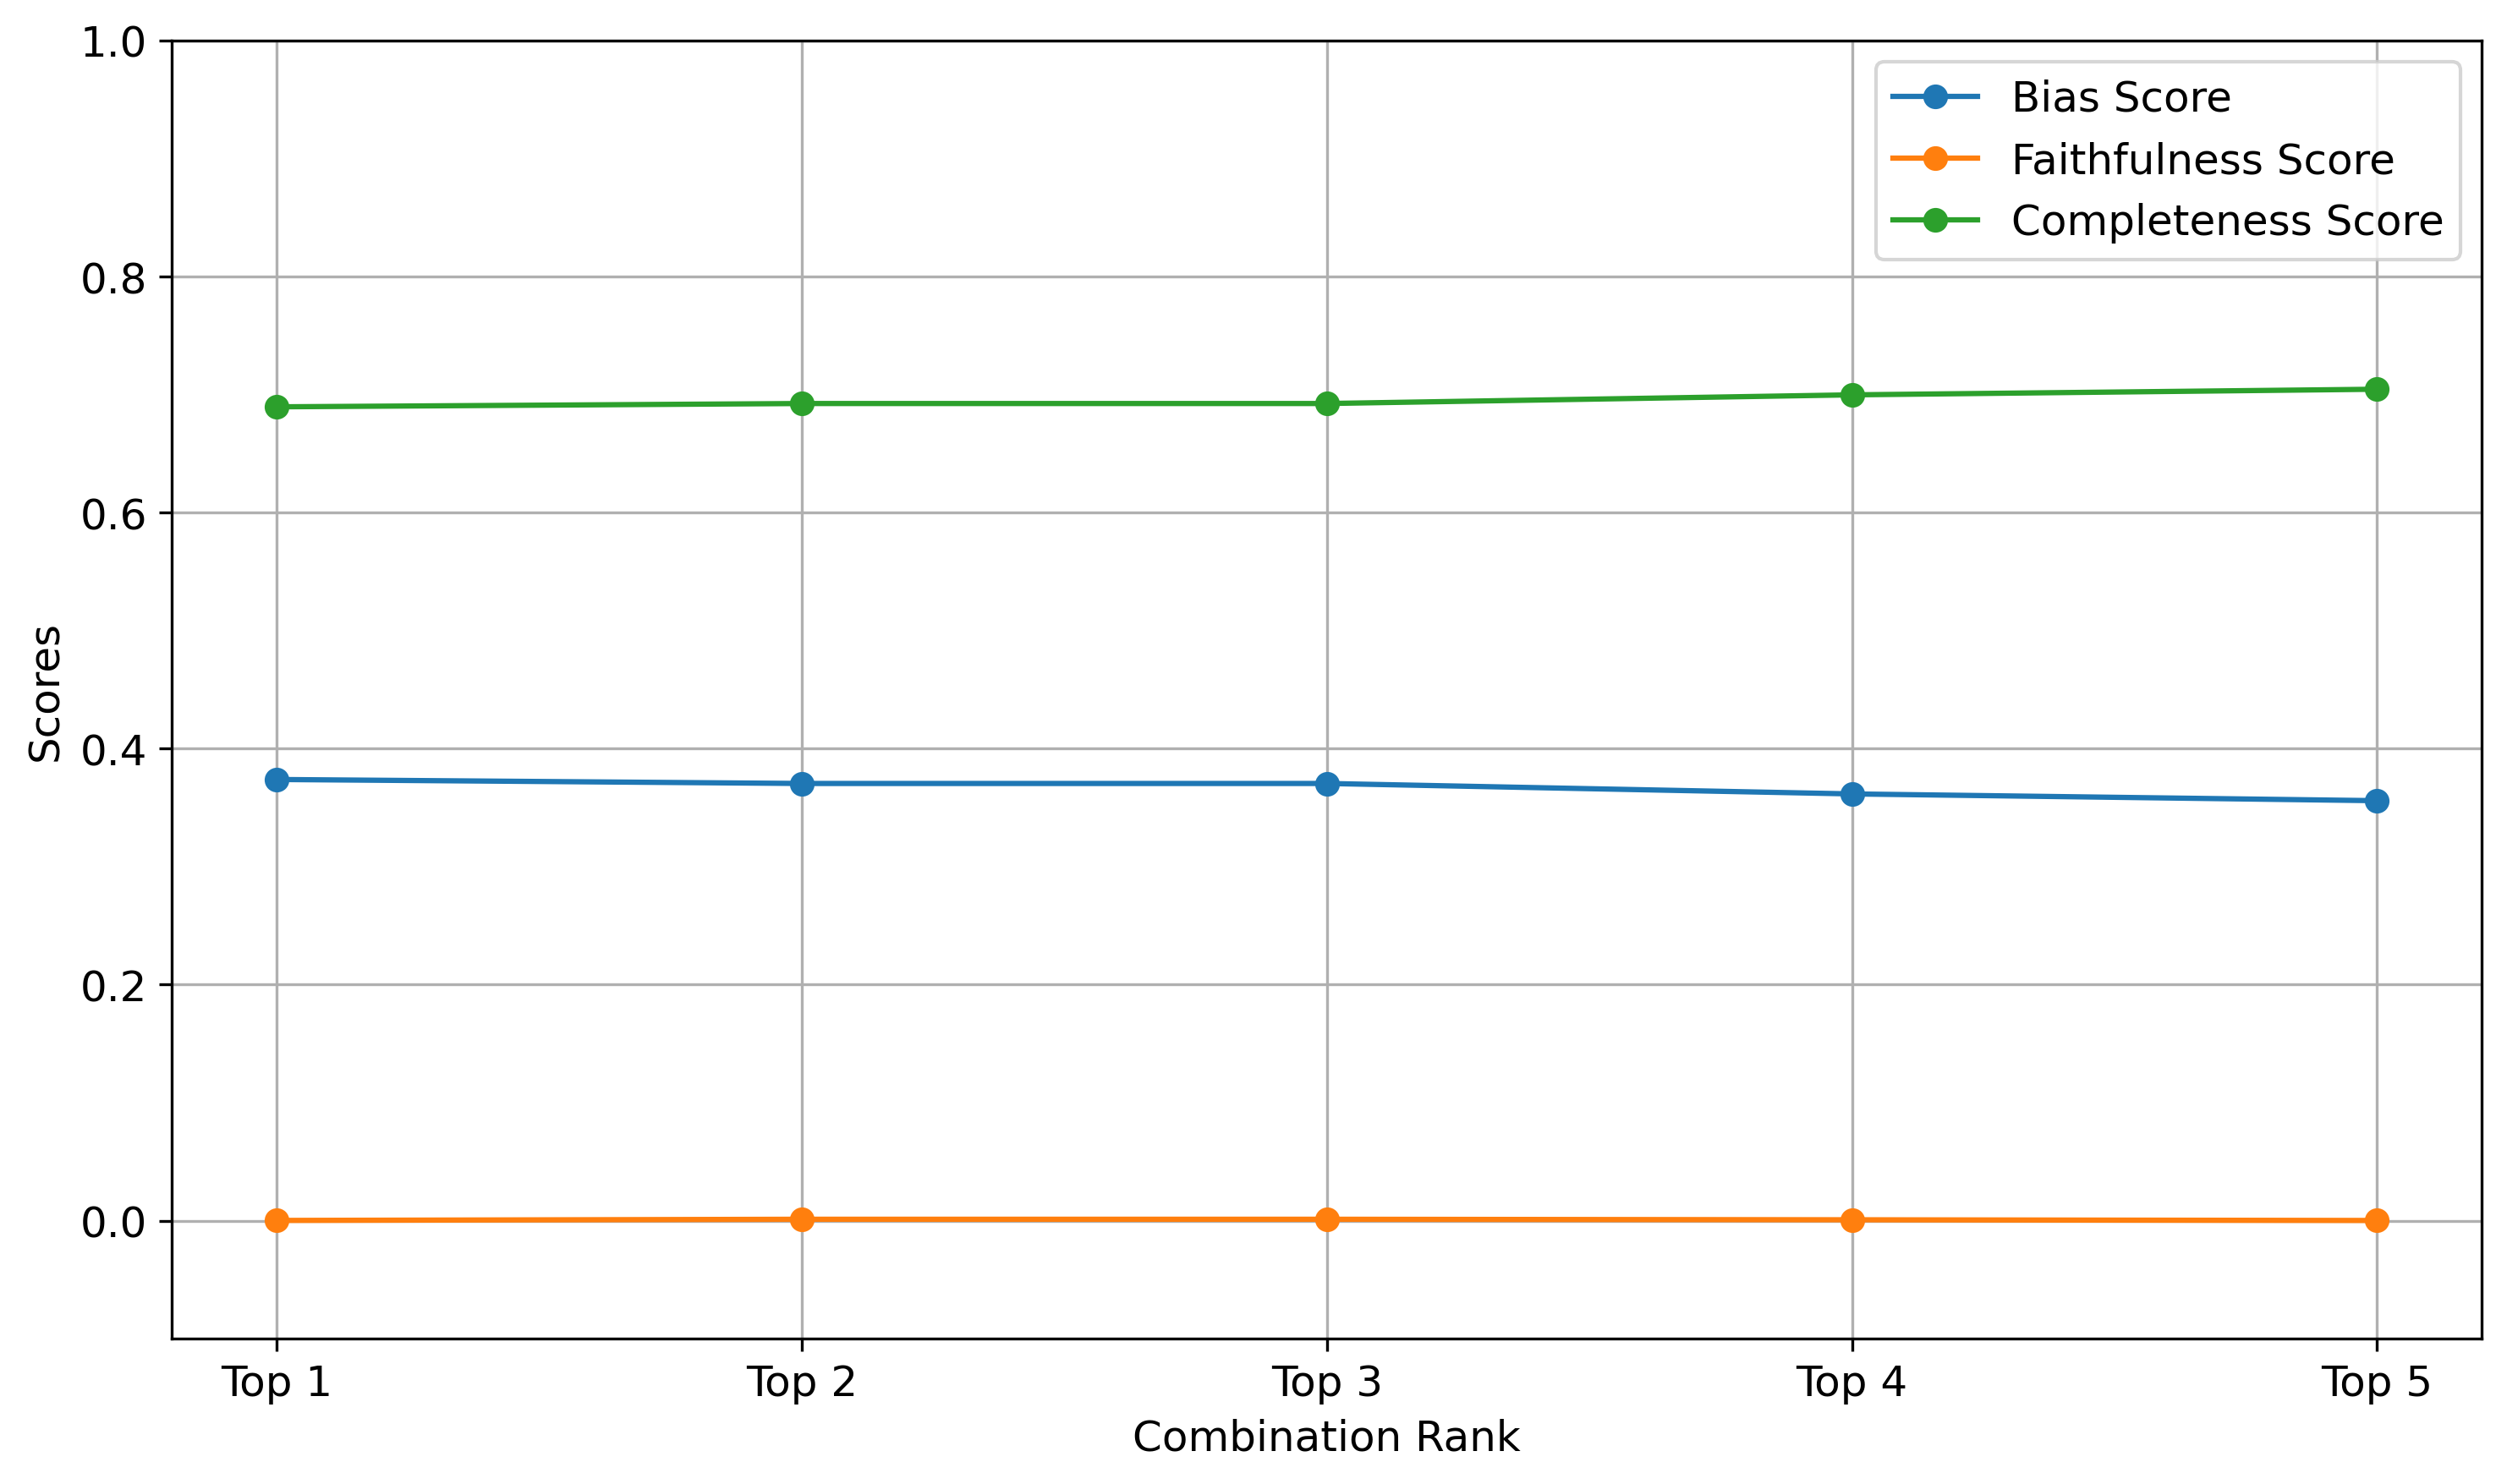 1.0
0.8
0.6
0.4
0.2
0.0
Scores
Bias Score
Faithfulness Score
Completeness Score
Top 1
Top 2
Top 3
Top 4
Top 5
Combination Rank